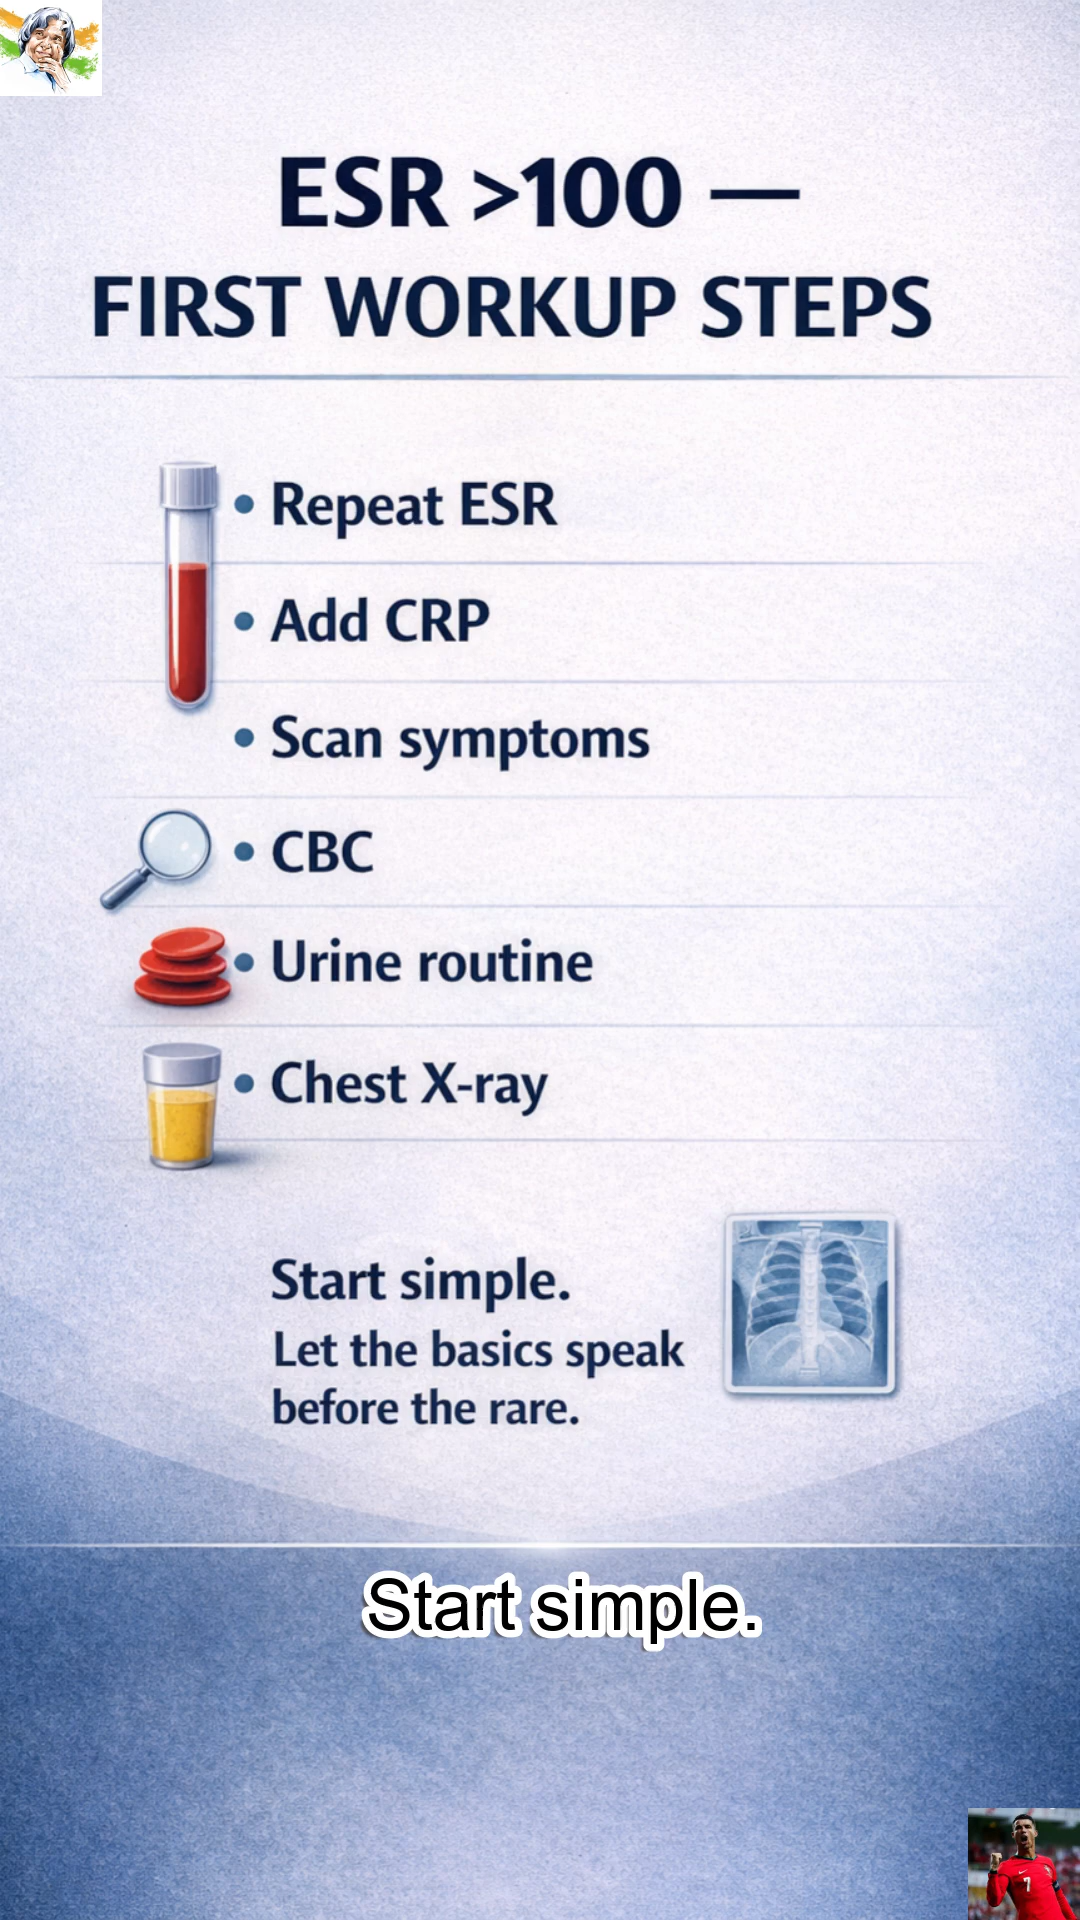 ESR >100 —
FIRST WORKUP STEPS
• Repeat ESR
• Add CRP
• Scan symptoms
• CBC
• Urine routine
• Chest X-ray
Start simple.
Let the basics speak
before the rare.
Start simple.
7